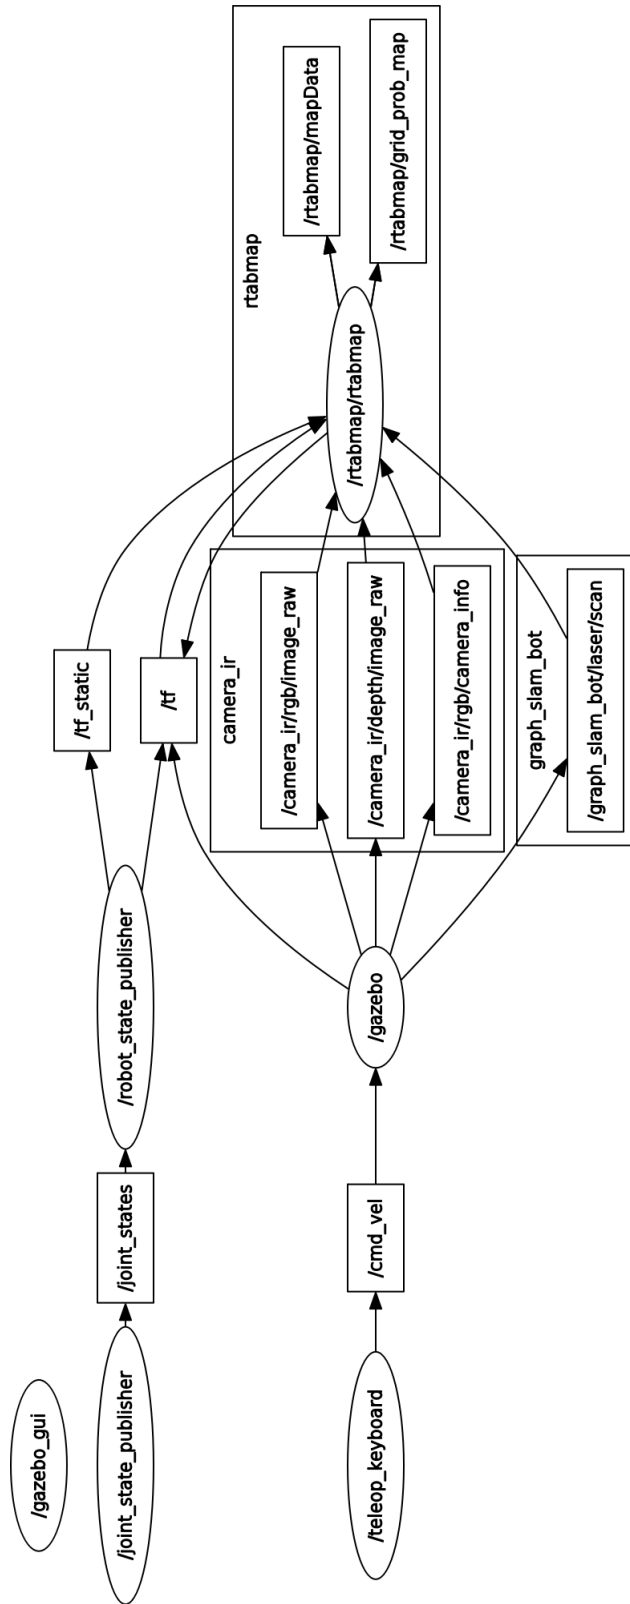 /gazebo_gui
/joint_state_publisher
/joint_states
/robot_state_publisher
/tf_static
/tf
/teleop_keyboard
/cmd_vel
/gazebo
camera_ir
/camera_ir/rgb/image_raw
/camera_ir/depth/image_raw
/camera_ir/rgb/camera_info
graph_slam_bot
/graph_slam_bot/laser/scan
rtabmap
/rtabmap/rtabmap
/rtabmap/mapData
/rtabmap/grid_prob_map